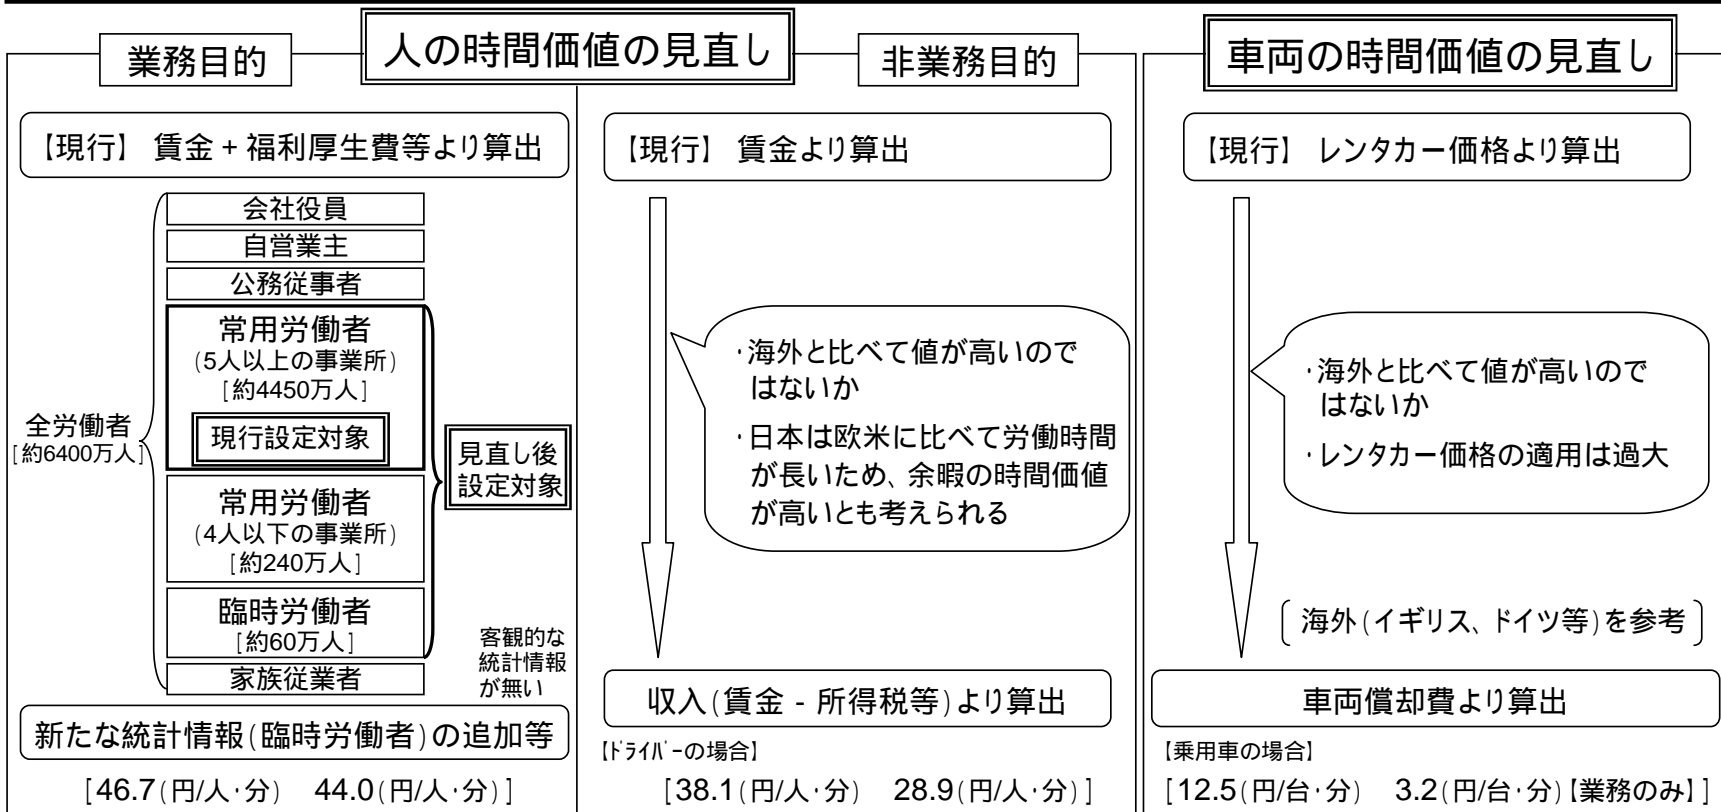 人の時間価値の見直し
業務目的
【現行】 賃金+福利厚生費等より算出
全労働者
[約6400万人]
会社役員
自営業主
公務従事者
常用労働者
(5人以上の事業所)
[約4450万人]
現行設定対象
常用労働者
(4人以下の事業所)
[約240万人]
臨時労働者
[約60万人]
家族従業者
見直し後
設定対象
客観的な
統計情報
が無い
新たな統計情報(臨時労働者)の追加等
[46.7(円/人・分) 44.0(円/人・分)]
非業務目的
【現行】 賃金より算出
・海外と比べて値が高いので
はないか
・日本は欧米に比べて労働時間
が長いため、余暇の時間価値
が高いとも考えられる
収入(賃金 - 所得税等)より算出
【ドライバーの場合】
[38.1(円/人・分) 28.9(円/人・分)]
車両の時間価値の見直し
【現行】 レンタカー価格より算出
・海外と比べて値が高いので
はないか
・レンタカー価格の適用は過大
[海外(イギリス、ドイツ等)を参考]
車両償却費より算出
【乗用車の場合】
[12.5(円/台・分) 3.2(円/台・分)【業務のみ】]